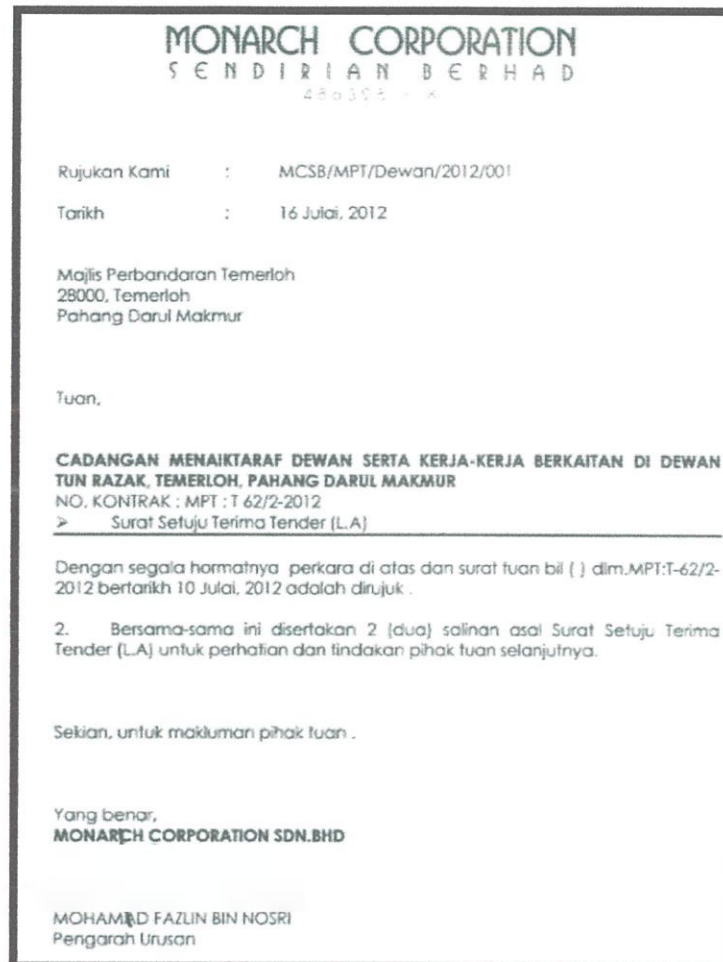 MONARCH CORPORATION
SENDIRIAN BERHAD
Rujukan Kami : MCSB/MPT/Dewan/2012/001
Tarikh : 16 Julai, 2012
Majlis Perbandaran Temerloh
28000, Temerloh
Pahang Darul Makmur
Tuan,
CADANGAN MENAIKTARAF DEWAN SERTA KERJA-KERJA BERKAITAN DI DEWAN
TUN RAZAK, TEMERLOH, PAHANG DARUL MAKMUR
NO. KONTRAK : MPT : T 62/2-2012
➢ Surat Setuju Terima Tender (L.A)
Dengan segala hormatnya perkara di atas dan surat tuan bil ( ) dlm.MPT:T-62/2-
2012 bertarikh 10 Julai, 2012 adalah dirujuk .
2. Bersama-sama ini disertakan 2 (dua) salinan asal Surat Setuju Terima
Tender (L.A) untuk perhatian dan tindakan pihak tuan selanjutnya.
Sekian, untuk makluman pihak tuan .
Yang benar,
MONARCH CORPORATION SDN.BHD
MOHAMAD FAZLIN BIN NOSRI
Pengarah Urusan